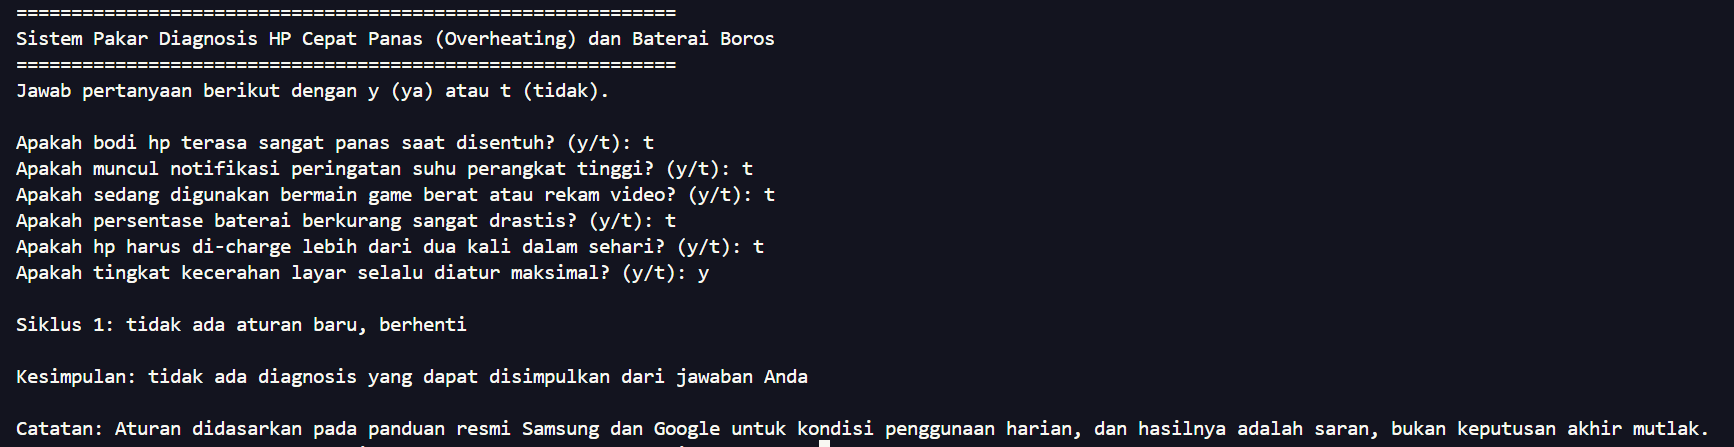 ============================================================
Sistem Pakar Diagnosis HP Cepat Panas (Overheating) dan Baterai Boros
============================================================
Jawab pertanyaan berikut dengan y (ya) atau t (tidak).
Apakah bodi hp terasa sangat panas saat disentuh? (y/t): t
Apakah muncul notifikasi peringatan suhu perangkat tinggi? (y/t): t
Apakah sedang digunakan bermain game berat atau rekam video? (y/t): t
Apakah persentase baterai berkurang sangat drastis? (y/t): t
Apakah hp harus di-charge lebih dari dua kali dalam sehari? (y/t): t
Apakah tingkat kecerahan layar selalu diatur maksimal? (y/t): y
Siklus 1: tidak ada aturan baru, berhenti
Kesimpulan: tidak ada diagnosis yang dapat disimpulkan dari jawaban Anda
Catatan: Aturan didasarkan pada panduan resmi Samsung dan Google untuk kondisi penggunaan harian, dan hasilnya adalah saran, bukan keputusan akhir mutlak.